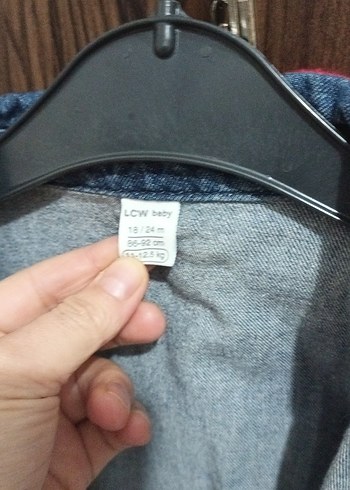 LCW baby
18 / 24 m
86-92 cm
11-12.5 kg